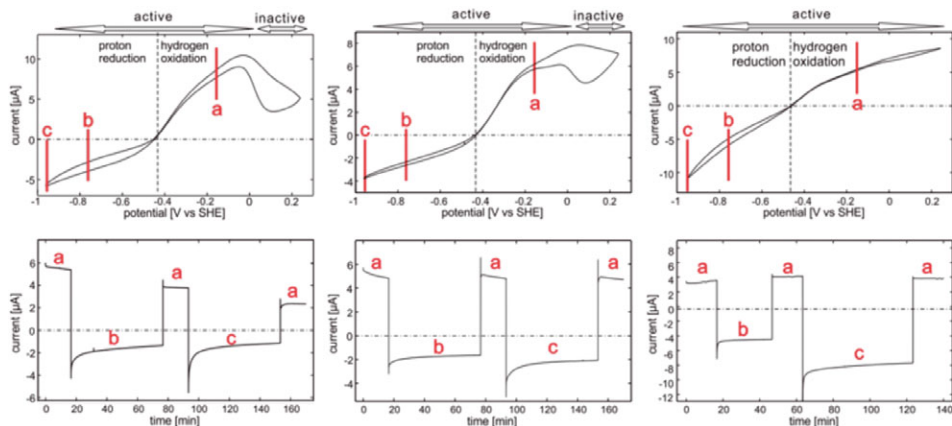 active inactive
proton reduction
hydrogen oxidation
a
b
c
current [µA]
10
5
0
-5
-1 -0.8 -0.6 -0.4 -0.2 0 0.2
potential [V vs SHE]
active inactive
proton reduction
hydrogen oxidation
a
b
c
current [µA]
8
6
4
2
0
-2
-4
-1 -0.8 -0.6 -0.4 -0.2 0 0.2
potential [V vs SHE]
active
proton reduction
hydrogen oxidation
a
b
c
current [µA]
10
5
0
-5
-10
-1 -0.8 -0.6 -0.4 -0.2 0 0.2
potential [V vs SHE]
a
a
a
b
c
current [µA]
6
4
2
0
-2
-4
6
0 20 40 60 80 100 120 140 160
time [min]
a
a
a
b
c
current [µA]
6
4
2
0
-2
-4
0 20 40 60 80 100 120 140 160
time [min]
a
a
a
b
c
current [µA]
8
6
4
2
0
-2
-4
-6
-8
-10
-12
0 20 40 60 80 100 120 140
time [min]